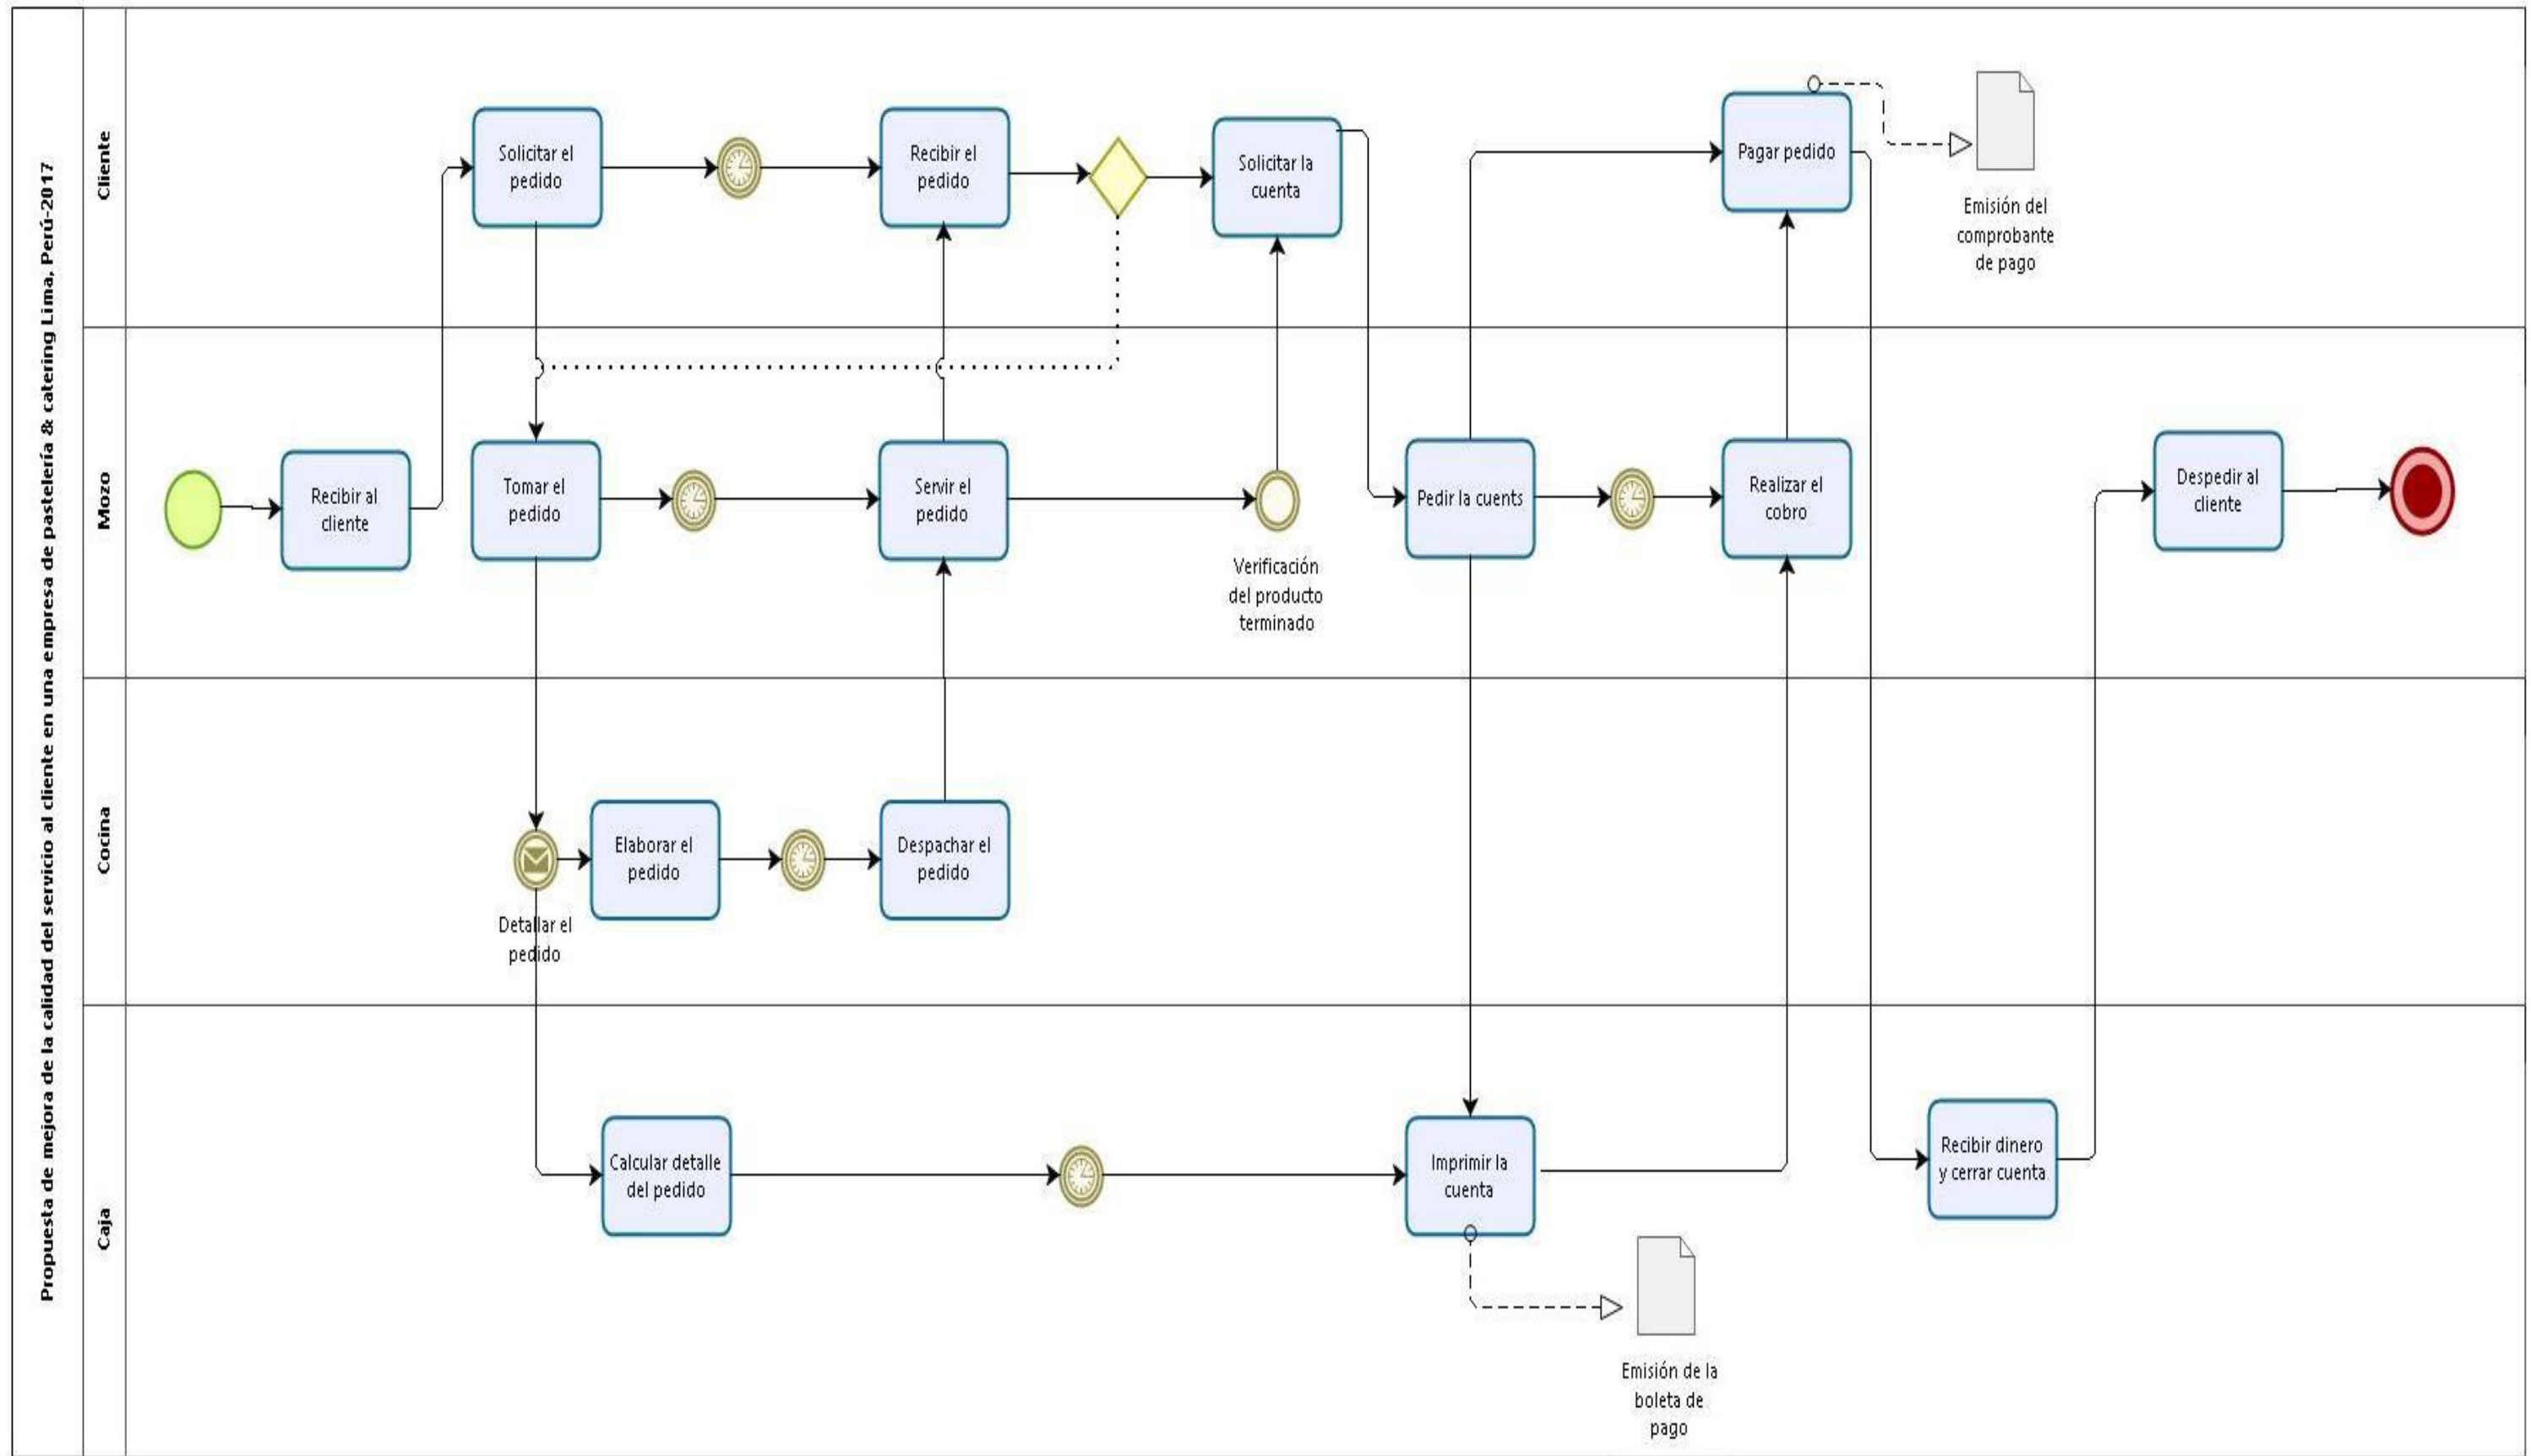 Propuesta de mejora de la calidad del servicio al cliente en una empresa de pastelería & catering Lima, Perú-2017
Cliente
Solicitar el
pedido
Recibir el
pedido
Solicitar la
cuenta
Pagar pedido
Emisión del
comprobante
de pago
Mozo
Recibir al
cliente
Tomar el
pedido
Servir el
pedido
Verificación
del producto
terminado
Pedir la cuents
Realizar el
cobro
Despedir al
cliente
Cocina
Detallar el
pedido
Elaborar el
pedido
Despachar el
pedido
Caja
Calcular detalle
del pedido
Imprimir la
cuenta
Emisión de la
boleta de
pago
Recibir dinero
y cerrar cuenta